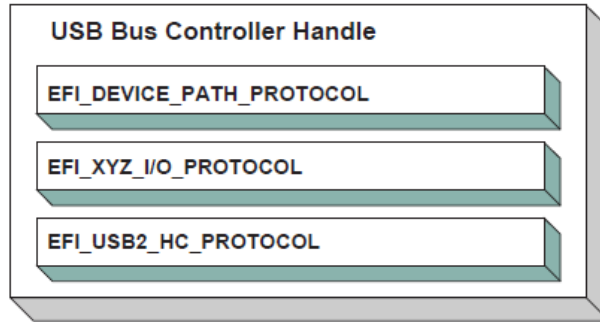 USB Bus Controller Handle
EFI_DEVICE_PATH_PROTOCOL
EFI_XYZ_I/O_PROTOCOL
EFI_USB2_HC_PROTOCOL